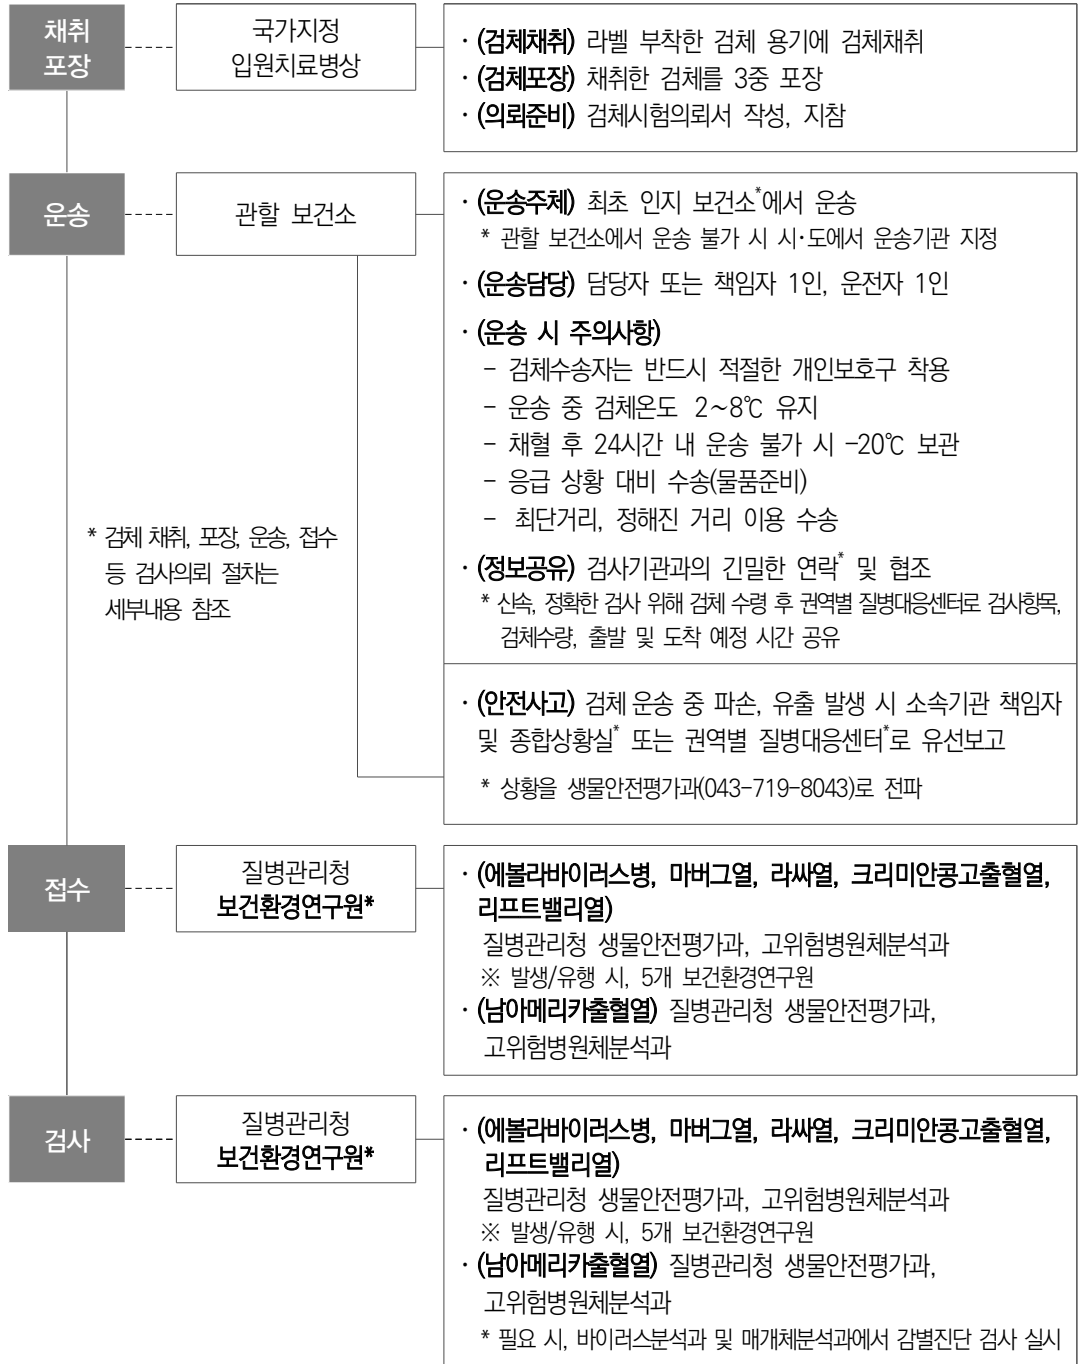 채취
포장
국가지정
입원치료병상
· (검체채취) 라벨 부착한 검체 용기에 검체채취
· (검체포장) 채취한 검체를 3중 포장
· (의뢰준비) 검체시험의뢰서 작성, 지참
운송
관할 보건소
· (운송주체) 최초 인지 보건소*에서 운송
* 관할 보건소에서 운송 불가 시 시·도에서 운송기관 지정
· (운송담당) 담당자 또는 책임자 1인, 운전자 1인
· (운송 시 주의사항)
- 검체수송자는 반드시 적절한 개인보호구 착용
- 운송 중 검체온도 2~8℃ 유지
- 채혈 후 24시간 내 운송 불가 시 -20℃ 보관
- 응급 상황 대비 수송(물품준비)
- 최단거리, 정해진 거리 이용 수송
· (정보공유) 검사기관과의 긴밀한 연락* 및 협조
* 신속, 정확한 검사 위해 검체 수령 후 권역별 질병대응센터로 검사항목,
검체수량, 출발 및 도착 예정 시간 공유
* 검체 채취, 포장, 운송, 접수
등 검사의뢰 절차는
세부내용 참조
· (안전사고) 검체 운송 중 파손, 유출 발생 시 소속기관 책임자
및 종합상황실* 또는 권역별 질병대응센터*로 유선보고
* 상황을 생물안전평가과(043-719-8043)로 전파
접수
질병관리청
보건환경연구원*
· (에볼라바이러스병, 마버그열, 라싸열, 크리미안콩고출혈열,
리프트밸리열)
질병관리청 생물안전평가과, 고위험병원체분석과
※ 발생/유행 시, 5개 보건환경연구원
· (남아메리카출혈열) 질병관리청 생물안전평가과,
고위험병원체분석과
검사
질병관리청
보건환경연구원*
· (에볼라바이러스병, 마버그열, 라싸열, 크리미안콩고출혈열,
리프트밸리열)
질병관리청 생물안전평가과, 고위험병원체분석과
※ 발생/유행 시, 5개 보건환경연구원
· (남아메리카출혈열) 질병관리청 생물안전평가과,
고위험병원체분석과
* 필요 시, 바이러스분석과 및 매개체분석과에서 감별진단 검사 실시